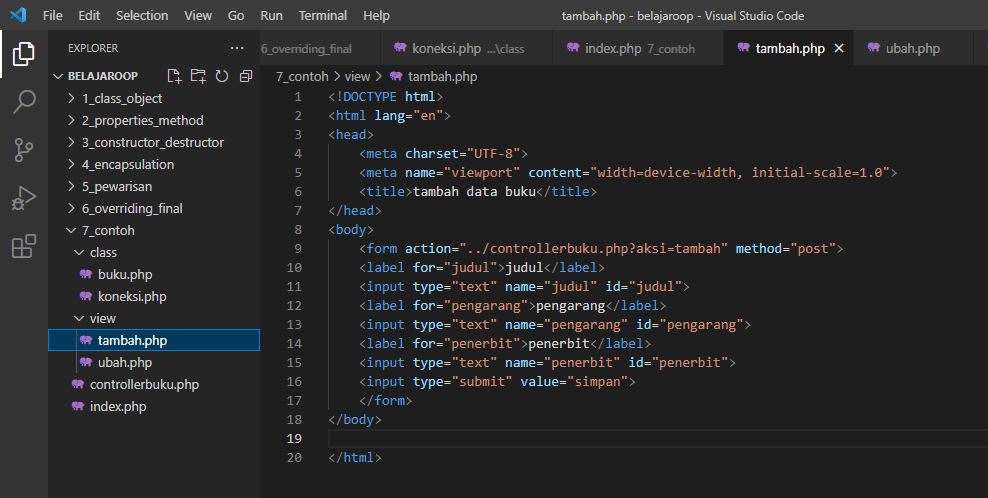 File Edit Selection View Go Run Terminal Help tambah.php - belajaroop - Visual Studio Code
EXPLORER ...
BELAJAROOP
1_class_object
2_properties_method
3_constructor_destructor
4_encapsulation
5_pewarisan
6_overriding_final
7_contoh
class
buku.php
koneksi.php
view
tambah.php
ubah.php
controllerbuku.php
index.php
6_overriding_final koneksi.php ...\class index.php 7_contoh tambah.php ubah.php
7_contoh > view > tambah.php
1 <!DOCTYPE html>
2 <html lang="en">
3 <head>
4 <meta charset="UTF-8">
5 <meta name="viewport" content="width=device-width, initial-scale=1.0">
6 <title>tambah data buku</title>
7 </head>
8 <body>
9 <form action="../controllerbuku.php?aksi=tambah" method="post">
10 <label for="judul">judul</label>
11 <input type="text" name="judul" id="judul">
12 <label for="pengarang">pengarang</label>
13 <input type="text" name="pengarang" id="pengarang">
14 <label for="penerbit">penerbit</label>
15 <input type="text" name="penerbit" id="penerbit">
16 <input type="submit" value="simpan">
17 </form>
18 </body>
19
20 </html>